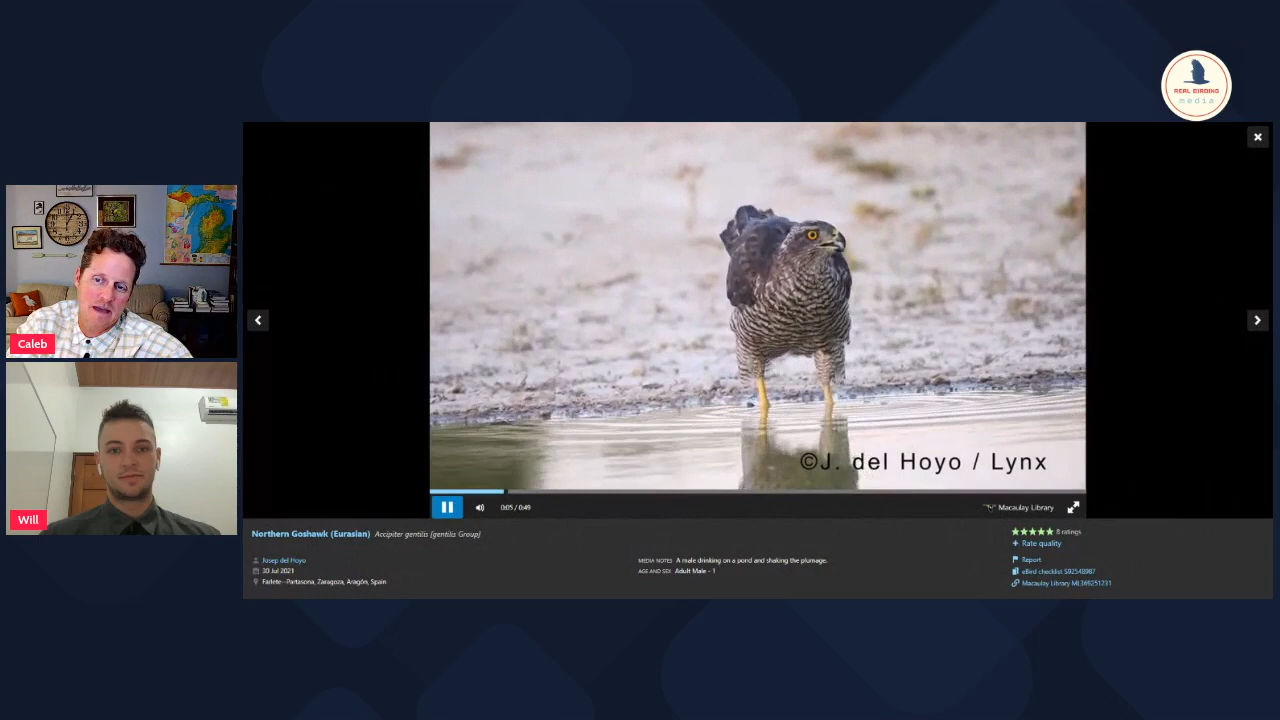 REAL BIRDING
media
Caleb
Will
©J. del Hoyo / Lynx
0:05 / 0:49
Macaulay Library
Northern Goshawk (Eurasian) Accipiter gentilis [gentilis Group]
Josep del Hoyo
30 Jul 2021
Farlete--Partasona, Zaragoza, Aragón, Spain
MEDIA NOTES A male drinking on a pond and shaking the plumage.
AGE AND SEX Adult Male - 1
8 ratings
+ Rate quality
Report
eBird checklist S92548987
Macaulay Library ML369251231